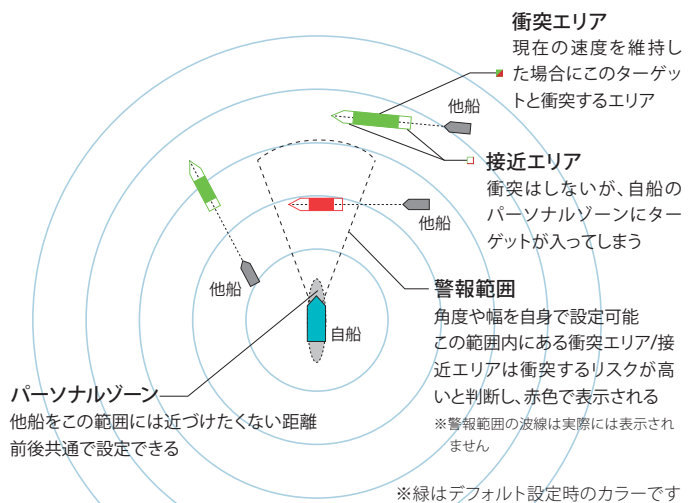 衝突エリア
現在の速度を維持し
た場合にこのターゲッ
トと衝突するエリア
他船
接近エリア
衝突はしないが、自船の
パーソナルゾーンにター
ゲットが入ってしまう
他船
他船
警報範囲
角度や幅を自身で設定可能
この範囲内にある衝突エリア/接
近エリアは衝突するリスクが高
いと判断し、赤色で表示される
※警報範囲の波線は実際には表示され
ません
自船
パーソナルゾーン
他船をこの範囲には近づけたくない距離
前後共通で設定できる
※緑はデフォルト設定時のカラーです